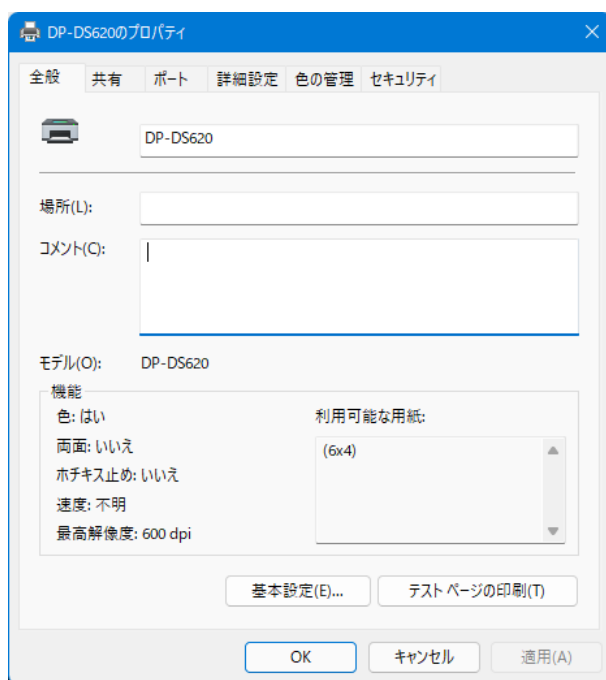 DP-DS620のプロパティ
全般 共有 ポート 詳細設定 色の管理 セキュリティ
DP-DS620
場所(L):
コメント(C):
モデル(O): DP-DS620
機能
色: はい 利用可能な用紙:
両面: いいえ (6x4)
ホチキス止め: いいえ
速度: 不明
最高解像度: 600 dpi
基本設定(E)... テスト ページの印刷(T)
OK キャンセル 適用(A)